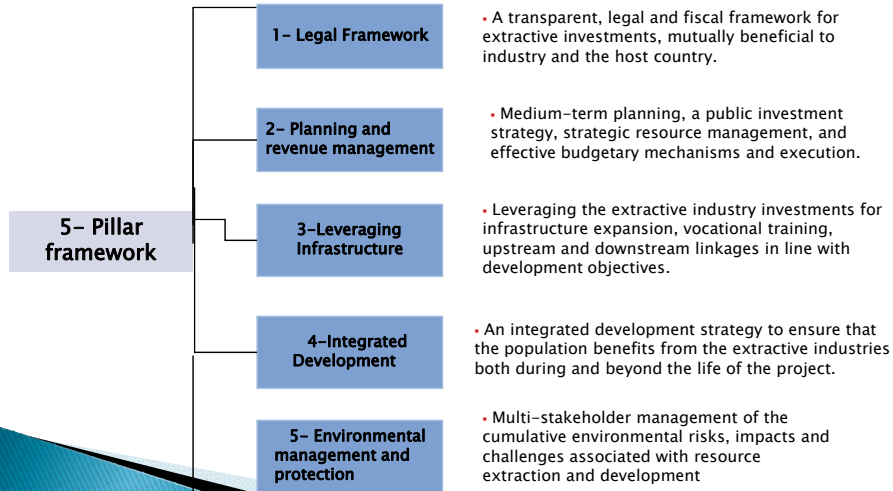 5- Pillar
framework
1- Legal Framework
▪ A transparent, legal and fiscal framework for
extractive investments, mutually beneficial to
industry and the host country.
2- Planning and
revenue management
▪ Medium-term planning, a public investment
strategy, strategic resource management, and
effective budgetary mechanisms and execution.
3-Leveraging
Infrastructure
▪ Leveraging the extractive industry investments for
infrastructure expansion, vocational training,
upstream and downstream linkages in line with
development objectives.
4-Integrated
Development
▪ An integrated development strategy to ensure that
the population benefits from the extractive industries
both during and beyond the life of the project.
5- Environmental
management and
protection
▪ Multi-stakeholder management of the
cumulative environmental risks, impacts and
challenges associated with resource
extraction and development